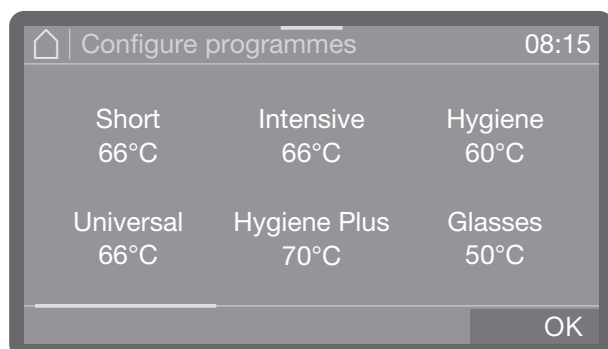 Configure programmes 08:15
Short Intensive Hygiene
66°C 66°C 60°C
Universal Hygiene Plus Glasses
66°C 70°C 50°C
OK